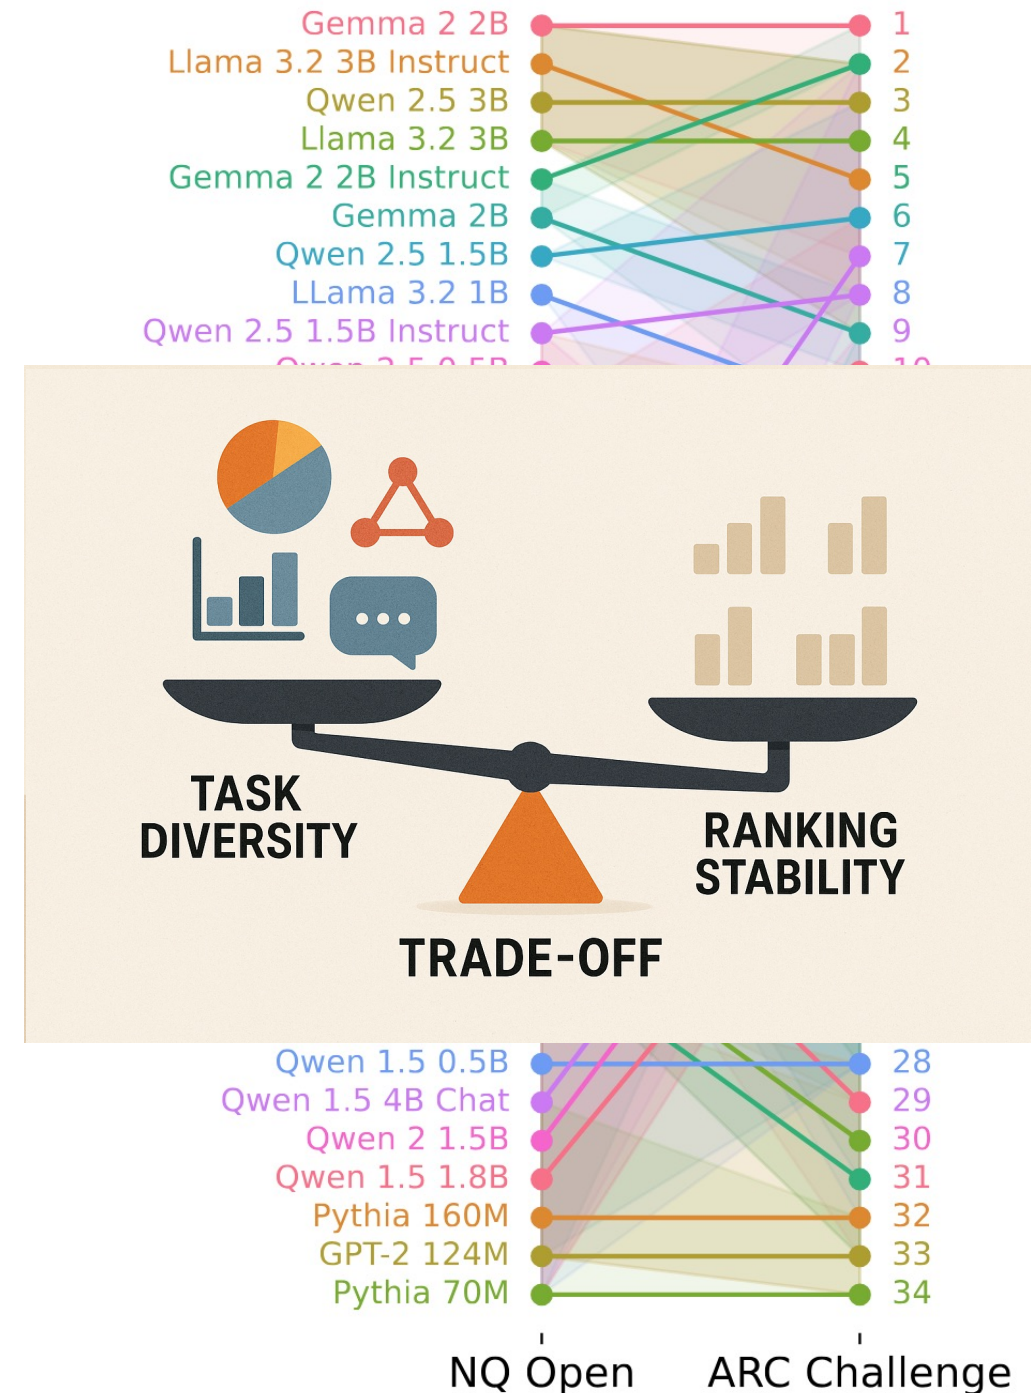 Gemma 2 2B 1
Llama 3.2 3B Instruct 2
Qwen 2.5 3B 3
Llama 3.2 3B 4
Gemma 2 2B Instruct 5
Gemma 2B 6
Qwen 2.5 1.5B 7
LLama 3.2 1B 8
Qwen 2.5 1.5B Instruct 9
TASK
DIVERSITY
RANKING
STABILITY
TRADE-OFF
Qwen 1.5 0.5B 28
Qwen 1.5 4B Chat 29
Qwen 2 1.5B 30
Qwen 1.5 1.8B 31
Pythia 160M 32
GPT-2 124M 33
Pythia 70M 34
NQ Open ARC Challenge